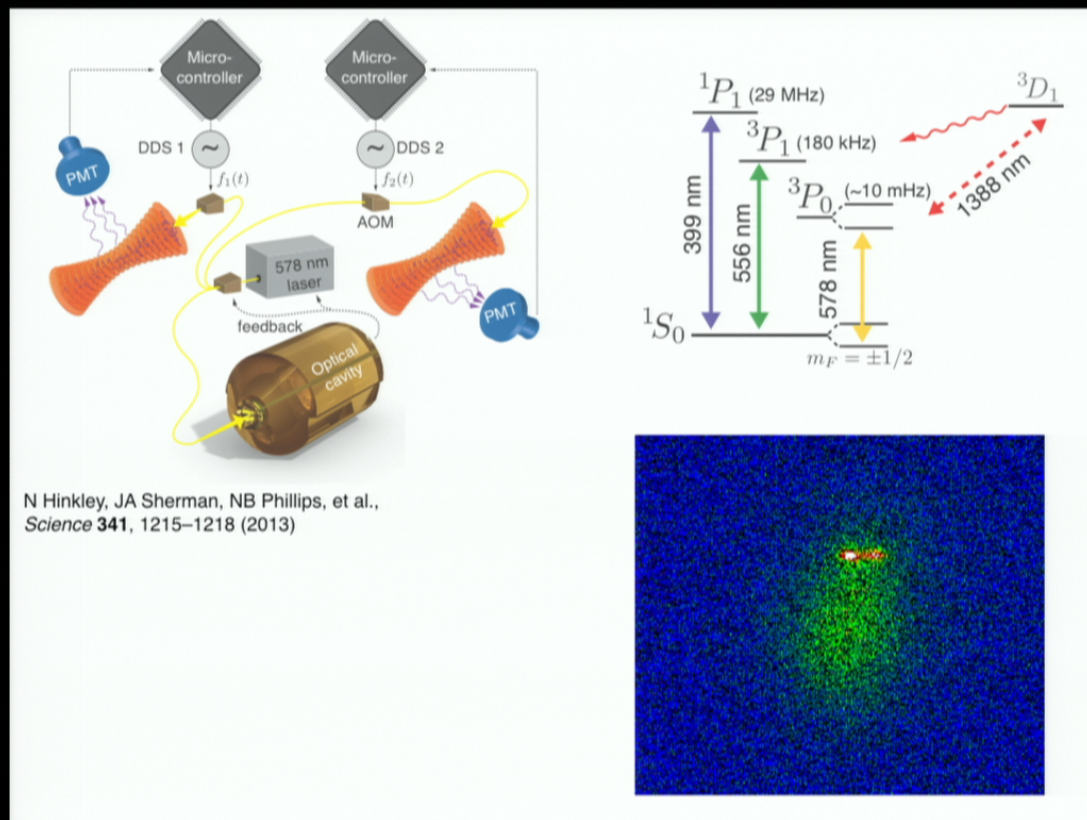 Micro-
controller
Micro-
controller
DDS 1
~
~
DDS 2
f₁(t)
f₂(t)
PMT
AOM
578 nm
laser
feedback
PMT
Optical
cavity
N Hinkley, JA Sherman, NB Phillips, et al.,
Science 341, 1215–1218 (2013)
¹P₁ (29 MHz)
³D₁
³P₁ (180 kHz)
³P₀ (~10 mHz)
1388 nm
399 nm
556 nm
578 nm
¹S₀
m_F = ±1/2